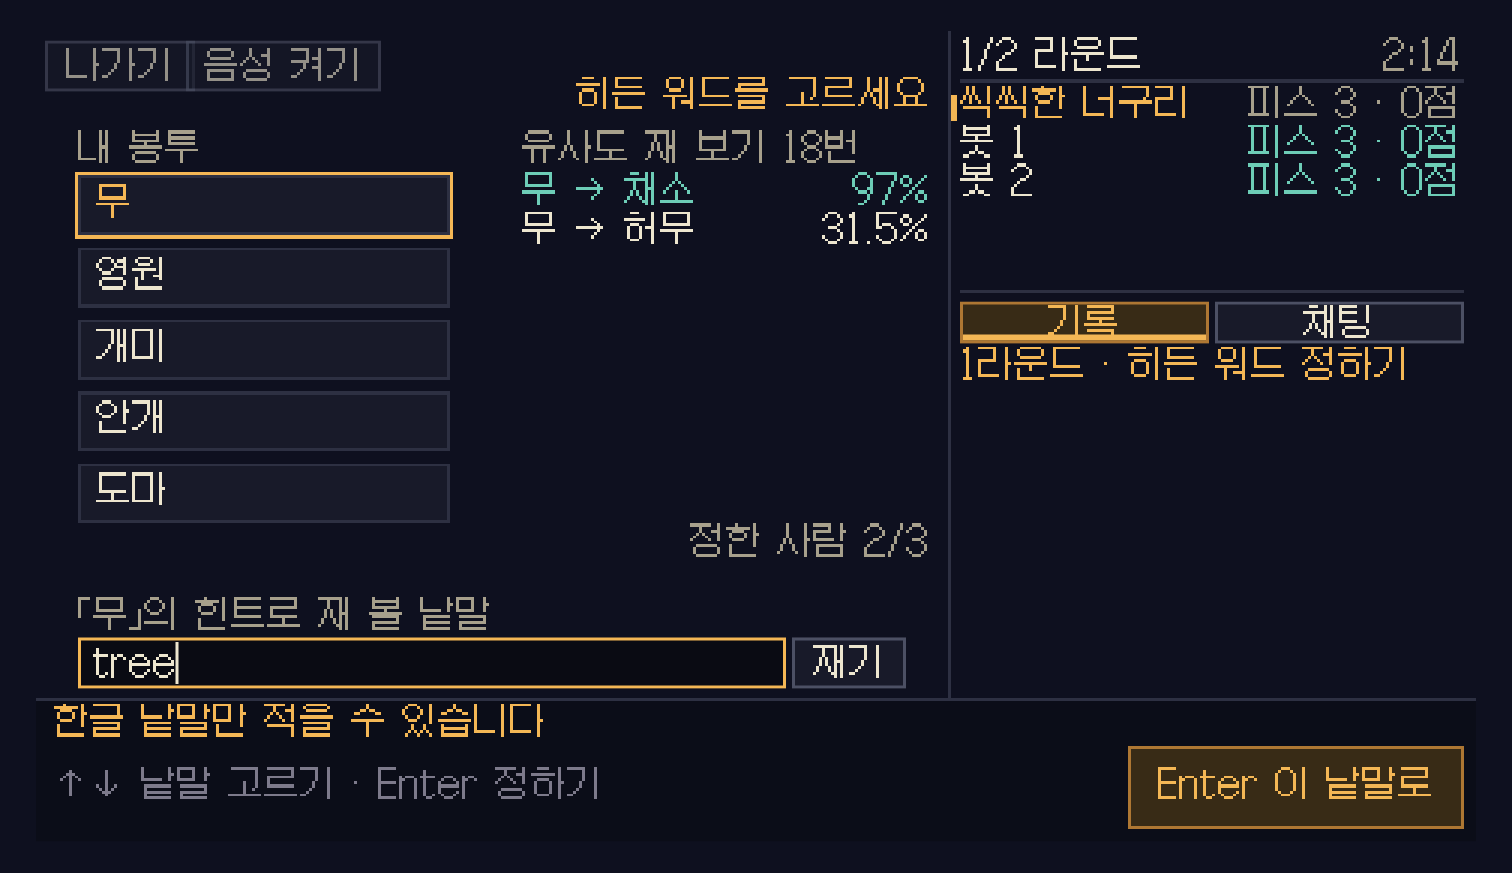 나가기 음성 켜기
히든 워드를 고르세요
내 봉투
무
영원
개미
안개
도마
유사도 재 보기 18번
무 → 채소 97%
무 → 허무 31.5%
정한 사람 2/3
「무」의 힌트로 재 볼 낱말
tree 재기
한글 낱말만 적을 수 있습니다
↑↓ 낱말 고르기 · Enter 정하기
Enter 이 낱말로
1/2 라운드 2:14
씩씩한 너구리 피스 3 · 0점
봇 1 피스 3 · 0점
봇 2 피스 3 · 0점
기록 채팅
1라운드 · 히든 워드 정하기